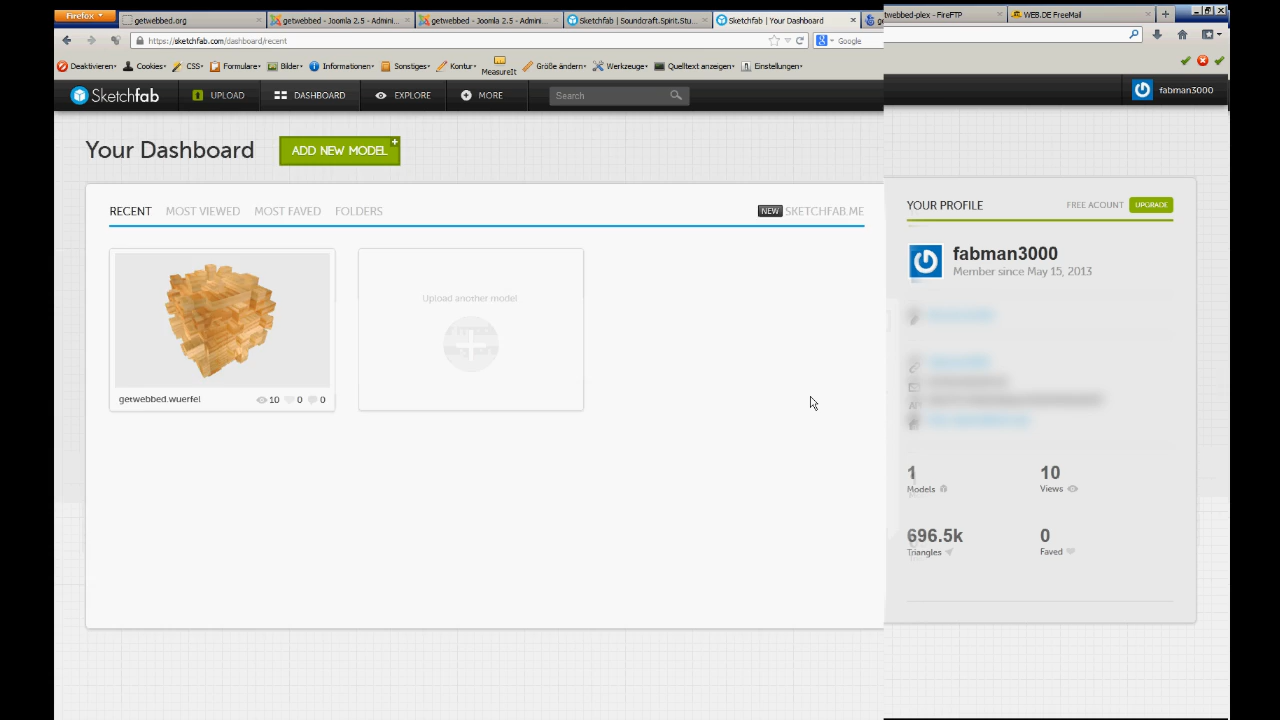 Firefox
getwebbed.org
getwebbed - Joomla 2.5 - Admini...
getwebbed - Joomla 2.5 - Admini...
Sketchfab | Soundcraft.Spirit.Stu...
Sketchfab | Your Dashboard
etwebbed-plex - FireFTP
WEB.DE FreeMail
https://sketchfab.com/dashboard/recent
Google
Deaktivieren
Cookies
CSS
Formulare
Bilder
Informationen
Sonstiges
Kontur
MeasureIt
Größe ändern
Werkzeuge
Quelltext anzeigen
Einstellungen
Sketchfab
UPLOAD
DASHBOARD
EXPLORE
MORE
Search
fabman3000
Your Dashboard
ADD NEW MODEL
RECENT
MOST VIEWED
MOST FAVED
FOLDERS
NEW SKETCHFAB.ME
Upload another model
getwebbed.wuerfel
10 0 0
YOUR PROFILE
FREE ACOUNT
UPGRADE
fabman3000
Member since May 15, 2013
1
Models
10
Views
696.5k
Triangles
0
Faved